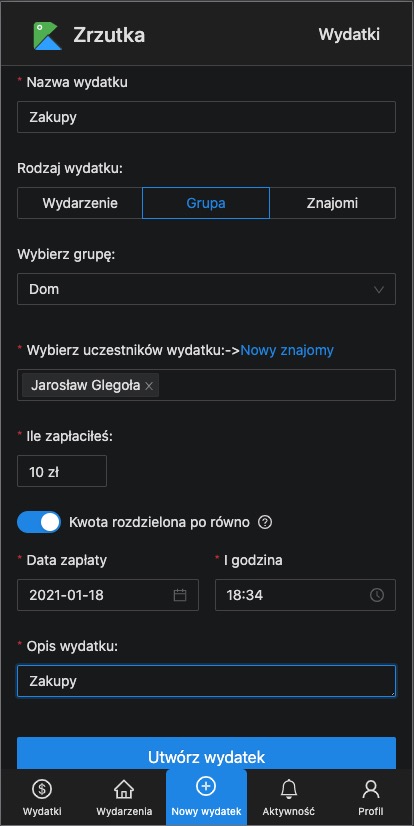 Zrzutka
Wydatki
* Nazwa wydatku
Zakupy
Rodzaj wydatku:
Wydarzenie
Grupa
Znajomi
Wybierz grupę:
Dom
* Wybierz uczestników wydatku:->Nowy znajomy
Jarosław Glegoła
* Ile zapłaciłeś:
10 zł
Kwota rozdzielona po równo
* Data zapłaty
* I godzina
2021-01-18
18:34
* Opis wydatku:
Zakupy
Utwórz wydatek
Wydatki
Wydarzenia
Nowy wydatek
Aktywność
Profil